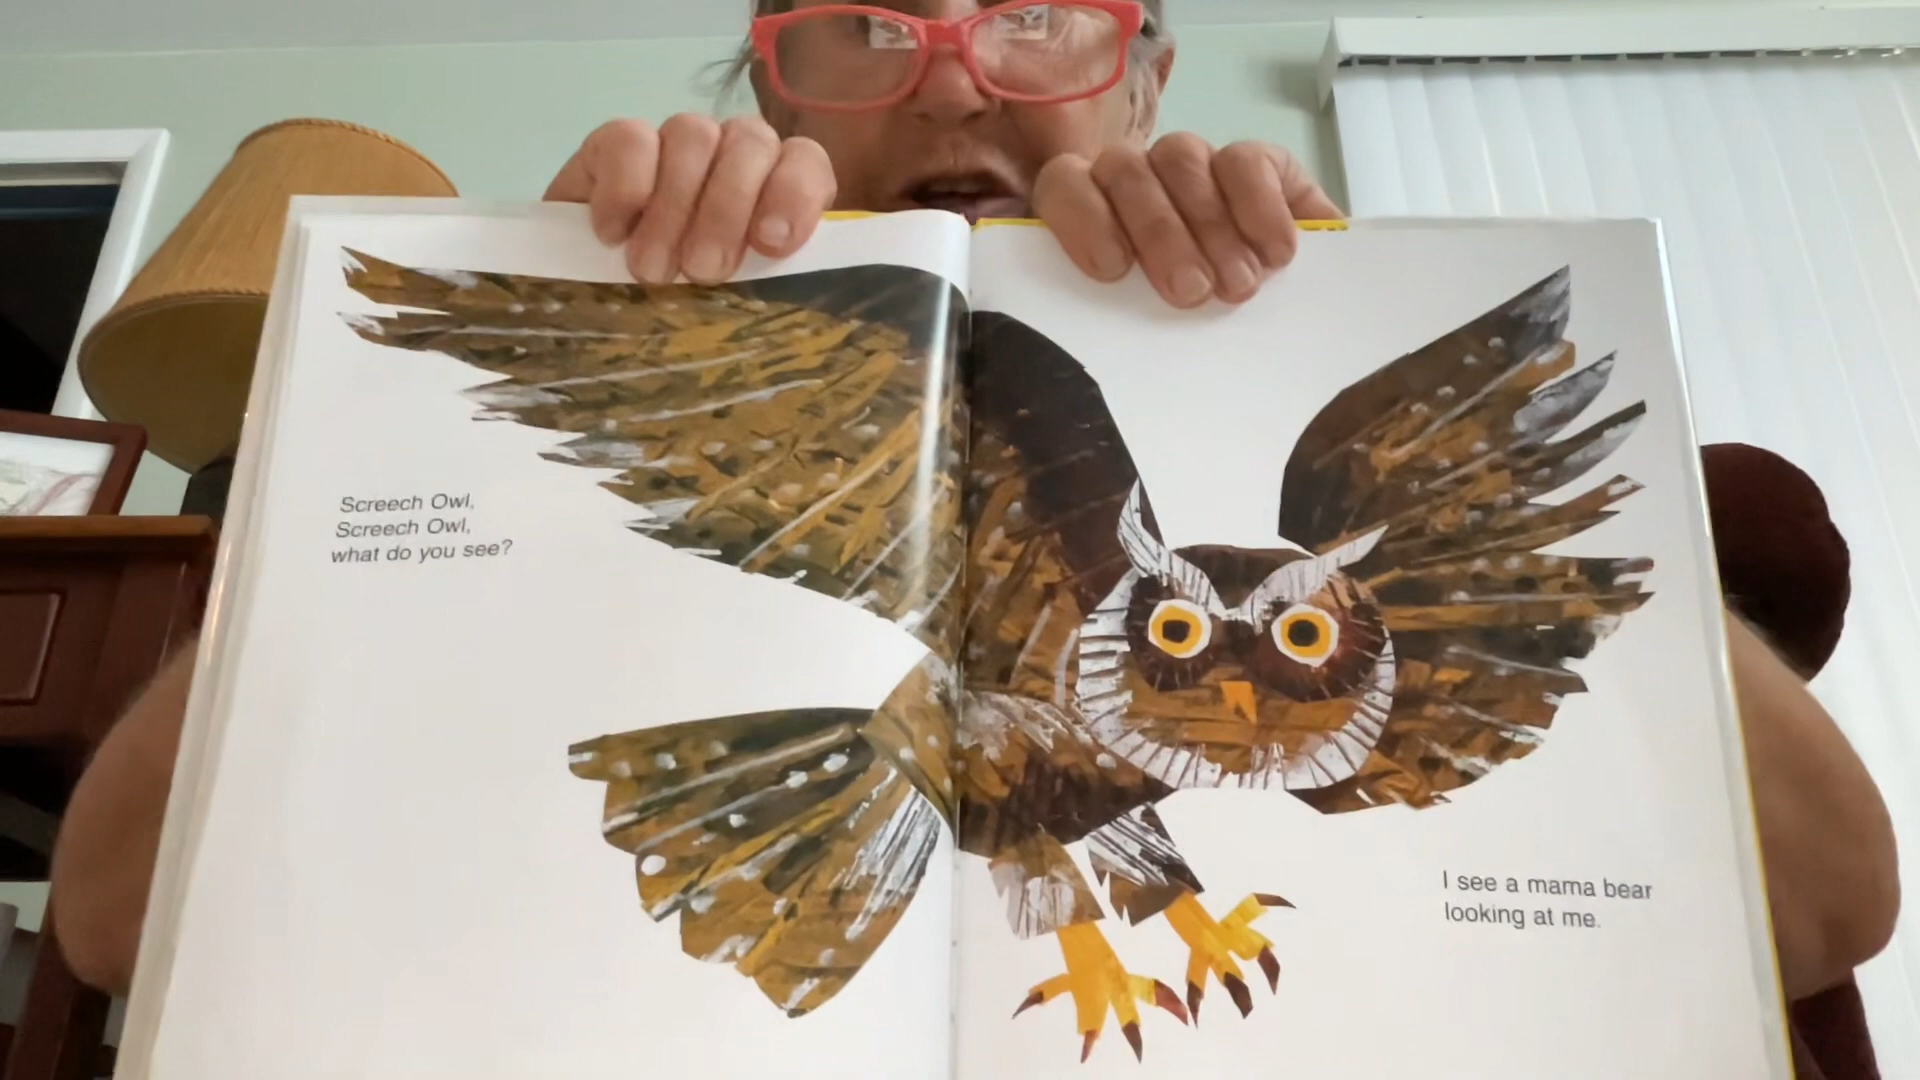 Screech Owl,
Screech Owl,
what do you see?
I see a mama bear
looking at me.